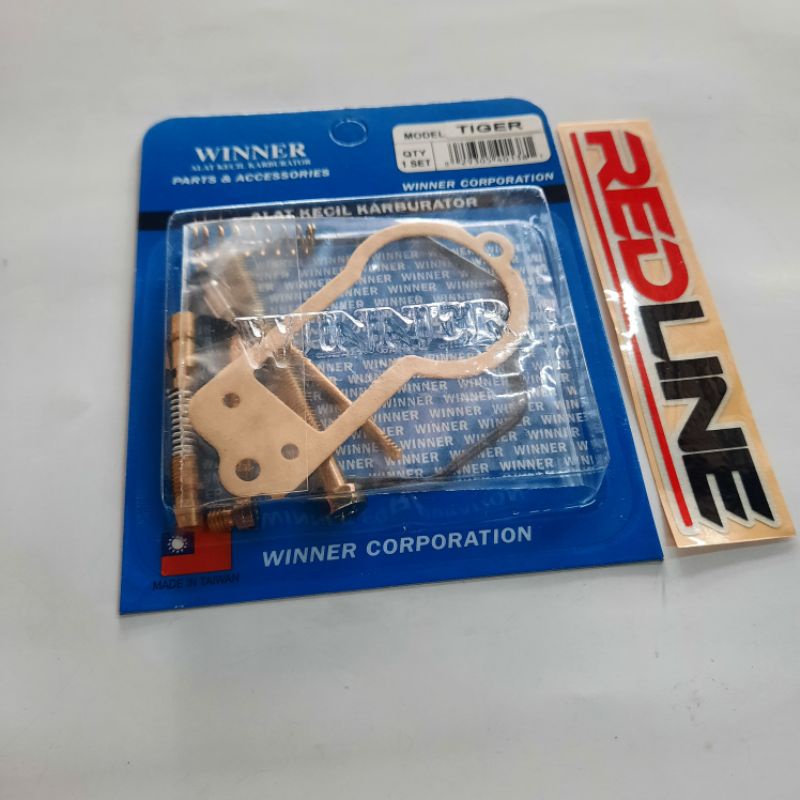 WINNER
ALAT KECIL KARBURATOR
PARTS & ACCESSORIES
MODEL TIGER
QTY
1 SET
WINNER CORPORATION
ALAT KECIL KARBURATOR
WINNER
WINNER CORPORATION
MADE IN TAIWAN
REDLINE